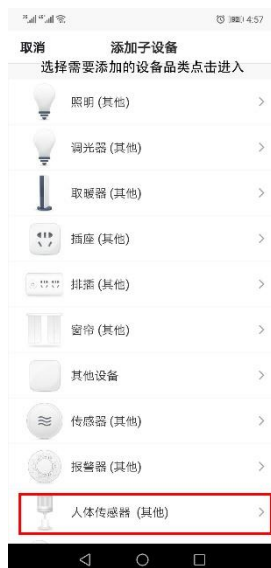 4:57
取消 添加子设备
选择需要添加的设备品类点击进入
照明 (其他)
调光器 (其他)
取暖器 (其他)
插座 (其他)
排插 (其他)
窗帘 (其他)
其他设备
传感器 (其他)
报警器 (其他)
人体传感器 (其他)